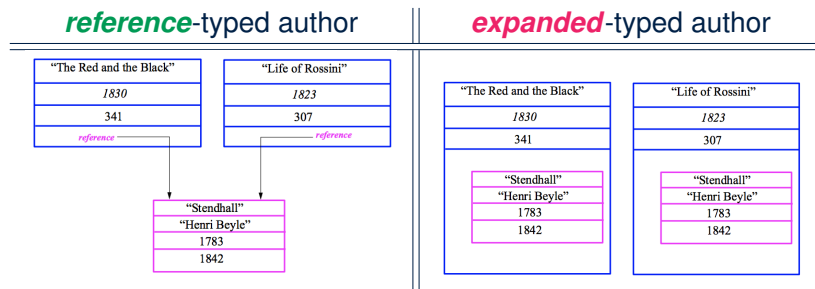 reference-typed author
“The Red and the Black”
1830
341
reference
“Life of Rossini”
1823
307
reference
“Stendhall”
“Henri Beyle”
1783
1842
expanded-typed author
“The Red and the Black”
1830
341
“Stendhall”
“Henri Beyle”
1783
1842
“Life of Rossini”
1823
307
“Stendhall”
“Henri Beyle”
1783
1842